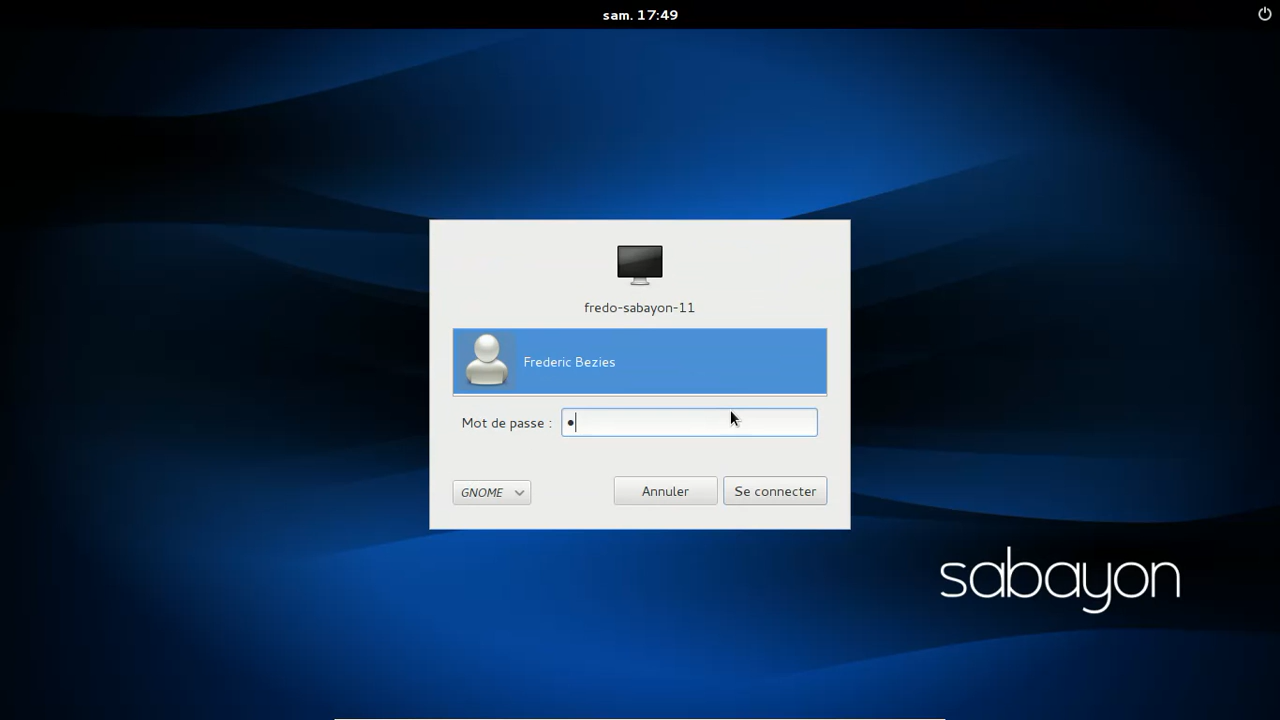 sam. 17:49
fredo-sabayon-11
Frederic Bezies
Mot de passe : •
GNOME
Annuler
Se connecter
sabayon